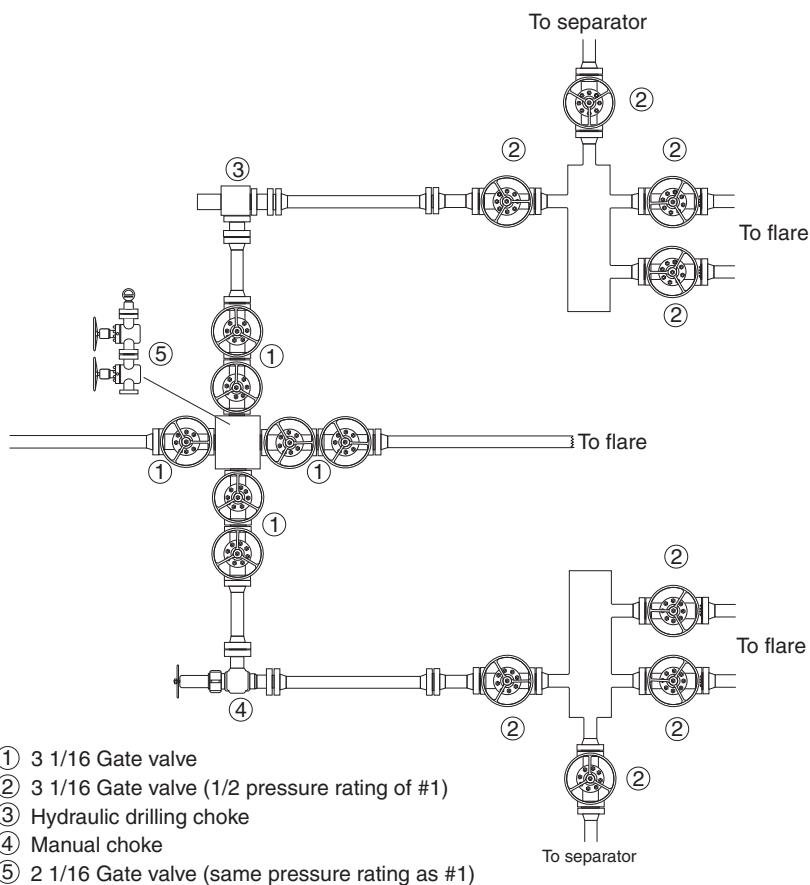 To separator
②
②
②
③
To flare
②
⑤
①
To flare
①
①
①
②
To flare
④
②
②
② 
To separator
① 3 1/16 Gate valve
② 3 1/16 Gate valve (1/2 pressure rating of #1)
③ Hydraulic drilling choke
④ Manual choke
⑤ 2 1/16 Gate valve (same pressure rating as #1)